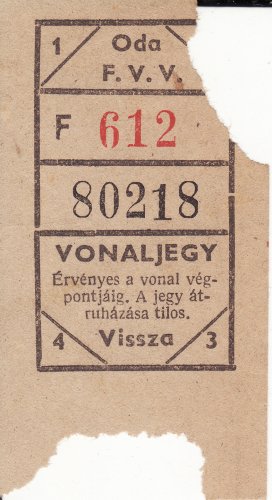 1 Oda
F. V. V.
F 612
80218
VONALJEGY
Érvényes a vonal vég-
pontjáig. A jegy át-
ruházása tilos.
4 Vissza 3